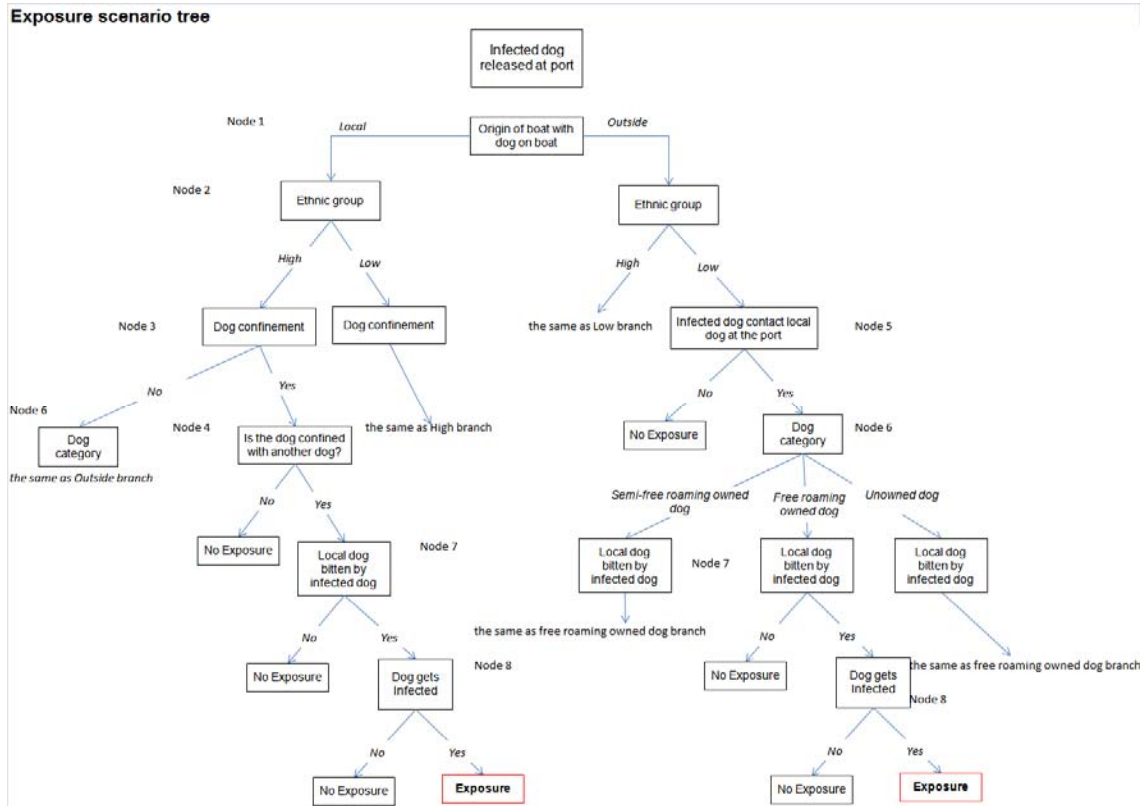 Exposure scenario tree
Infected dog
released at port
Node 1
Local
Origin of boat with
dog on boat
Outside
Node 2
Ethnic group
Ethnic group
High
Low
High
Low
Node 3
Dog confinement
Dog confinement
the same as Low branch
Infected dog contact local
dog at the port
Node 5
No
Yes
No
Yes
Node 6
Dog
category
the same as Outside branch
Node 4
Is the dog confined
with another dog?
the same as High branch
No Exposure
Dog
category
Node 6
No
Yes
Semi-free roaming owned
dog
Free roaming
owned dog
Unowned dog
No Exposure
Local dog
bitten by
infected dog
Node 7
Local dog
bitten by
infected dog
Node 7
Local dog
bitten by
infected dog
Local dog
bitten by
infected dog
the same as free roaming owned dog branch
No
Yes
No
Yes
No Exposure
Dog gets
Infected
Node 8
No Exposure
Dog gets
Infected
the same as free roaming owned dog branch
Node 8
No
Yes
No
Yes
No Exposure
Exposure
No Exposure
Exposure